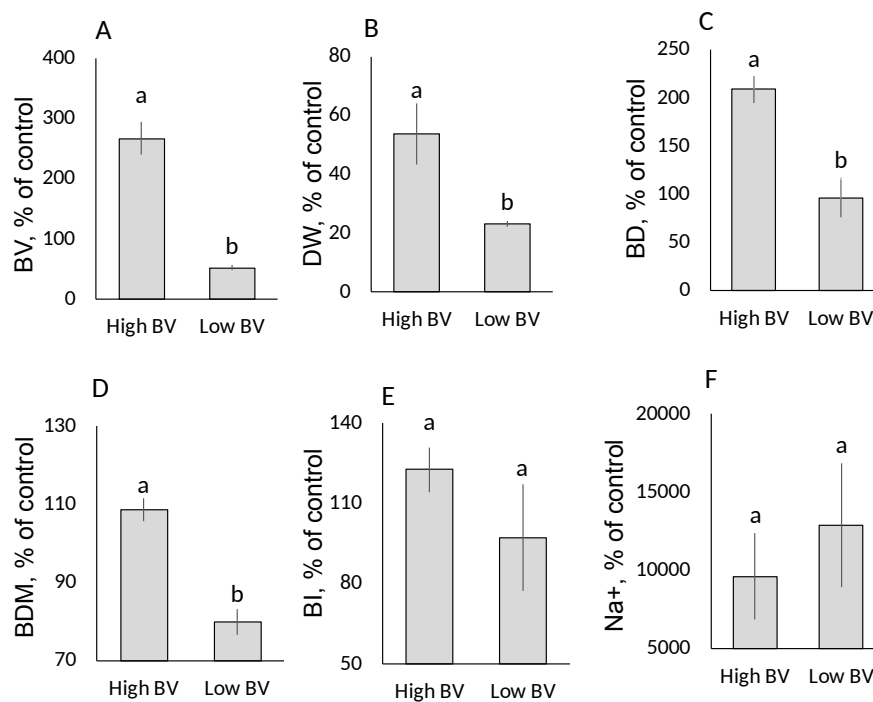 A
BV, % of control
400
300
200
100
0
a
b
High BV Low BV
B
DW, % of control
80
60
40
20
0
a
b
High BV Low BV
C
BD, % of control
250
200
150
100
50
0
a
b
High BV Low BV
D
BDM, % of control
130
110
90
70
a
b
High BV Low BV
E
BI, % of control
140
110
80
50
a
a
High BV Low BV
F
Na+, % of control
20000
15000
10000
5000
a
a
High BV Low BV